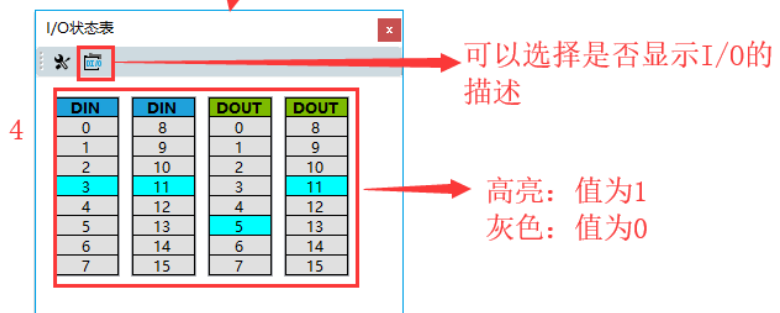 I/O状态表
x
可以选择是否显示I/O的
描述
4
DIN DIN DOUT DOUT
0 8 0 8
1 9 1 9
2 10 2 10
3 11 3 11
4 12 4 12
5 13 5 13
6 14 6 14
7 15 7 15
高亮：值为1
灰色：值为0